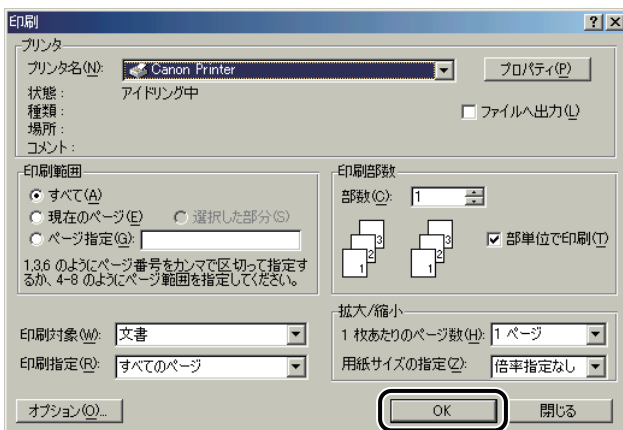 印刷
プリンタ
プリンタ名(N): Canon Printer プロパティ(P)
状態: アイドリング中
種類: ファイルへ出力(L)
場所:
コメント:
印刷範囲
すべて(A)
現在のページ(E) 選択した部分(S)
ページ指定(G):
1,3,6 のようにページ番号をカンマで区切って指定す
るか、4-8 のようにページ範囲を指定してください。
印刷部数
部数(C): 1
1 2 3 1 2 3 部単位で印刷(T)
印刷対象(W): 文書
印刷指定(R): すべてのページ
拡大/縮小
1 枚あたりのページ数(H): 1 ページ
用紙サイズの指定(Z): 倍率指定なし
オプション(O)... OK 閉じる